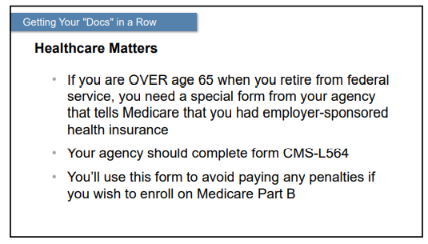 Getting Your "Docs" in a Row
Healthcare Matters
If you are OVER age 65 when you retire from federal
service, you need a special form from your agency
that tells Medicare that you had employer-sponsored
health insurance
Your agency should complete form CMS-L564
You'll use this form to avoid paying any penalties if
you wish to enroll on Medicare Part B